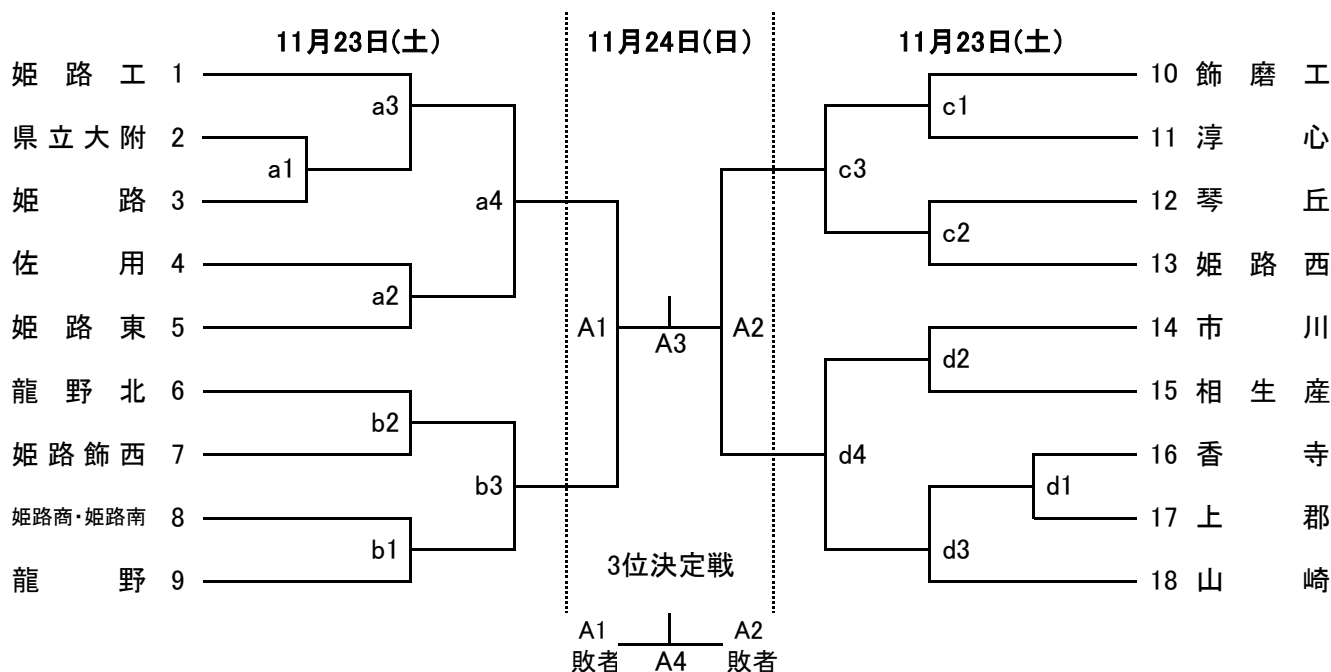 11月23日(土) 11月24日(日) 11月23日(土)
姫路工 1
県立大附 2
姫路 3
佐用 4
姫路東 5
龍野北 6
姫路飾西 7
姫路商・姫路南 8
龍野 9
a3
a1
a4
a2
b2
b3
b1
A1
A3
A2
3位決定戦
A1
敗者
A4
A2
敗者
c1
c3
c2
d2
d4
d1
d3
10 飾磨工
11 淳心
12 琴丘
13 姫路西
14 市川
15 相生産
16 香寺
17 上郡
18 山崎